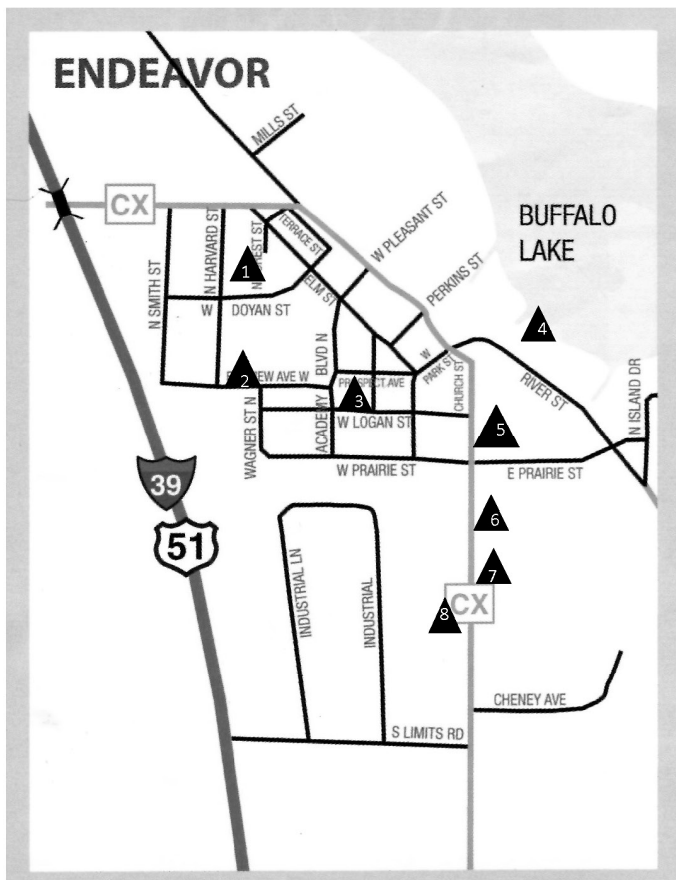 ENDEAVOR
MILLS ST
CX
BUFFALO
LAKE
W PLEASANT ST
TERRACE ST
N HARVARD ST
N SMITH ST
ELM ST
PERKINS ST
1
W DOYAN ST
BLVD N
4
2
AVE W
PROSPECT AVE
3
W
PARK ST
CHURCH ST
RIVER ST
N ISLAND DR
WAGNER ST N
ACADEMY
W LOGAN ST
5
W PRAIRIE ST
E PRAIRIE ST
39
51
6
7
INDUSTRIAL LN
INDUSTRIAL
8
CX
CHENEY AVE
S LIMITS RD